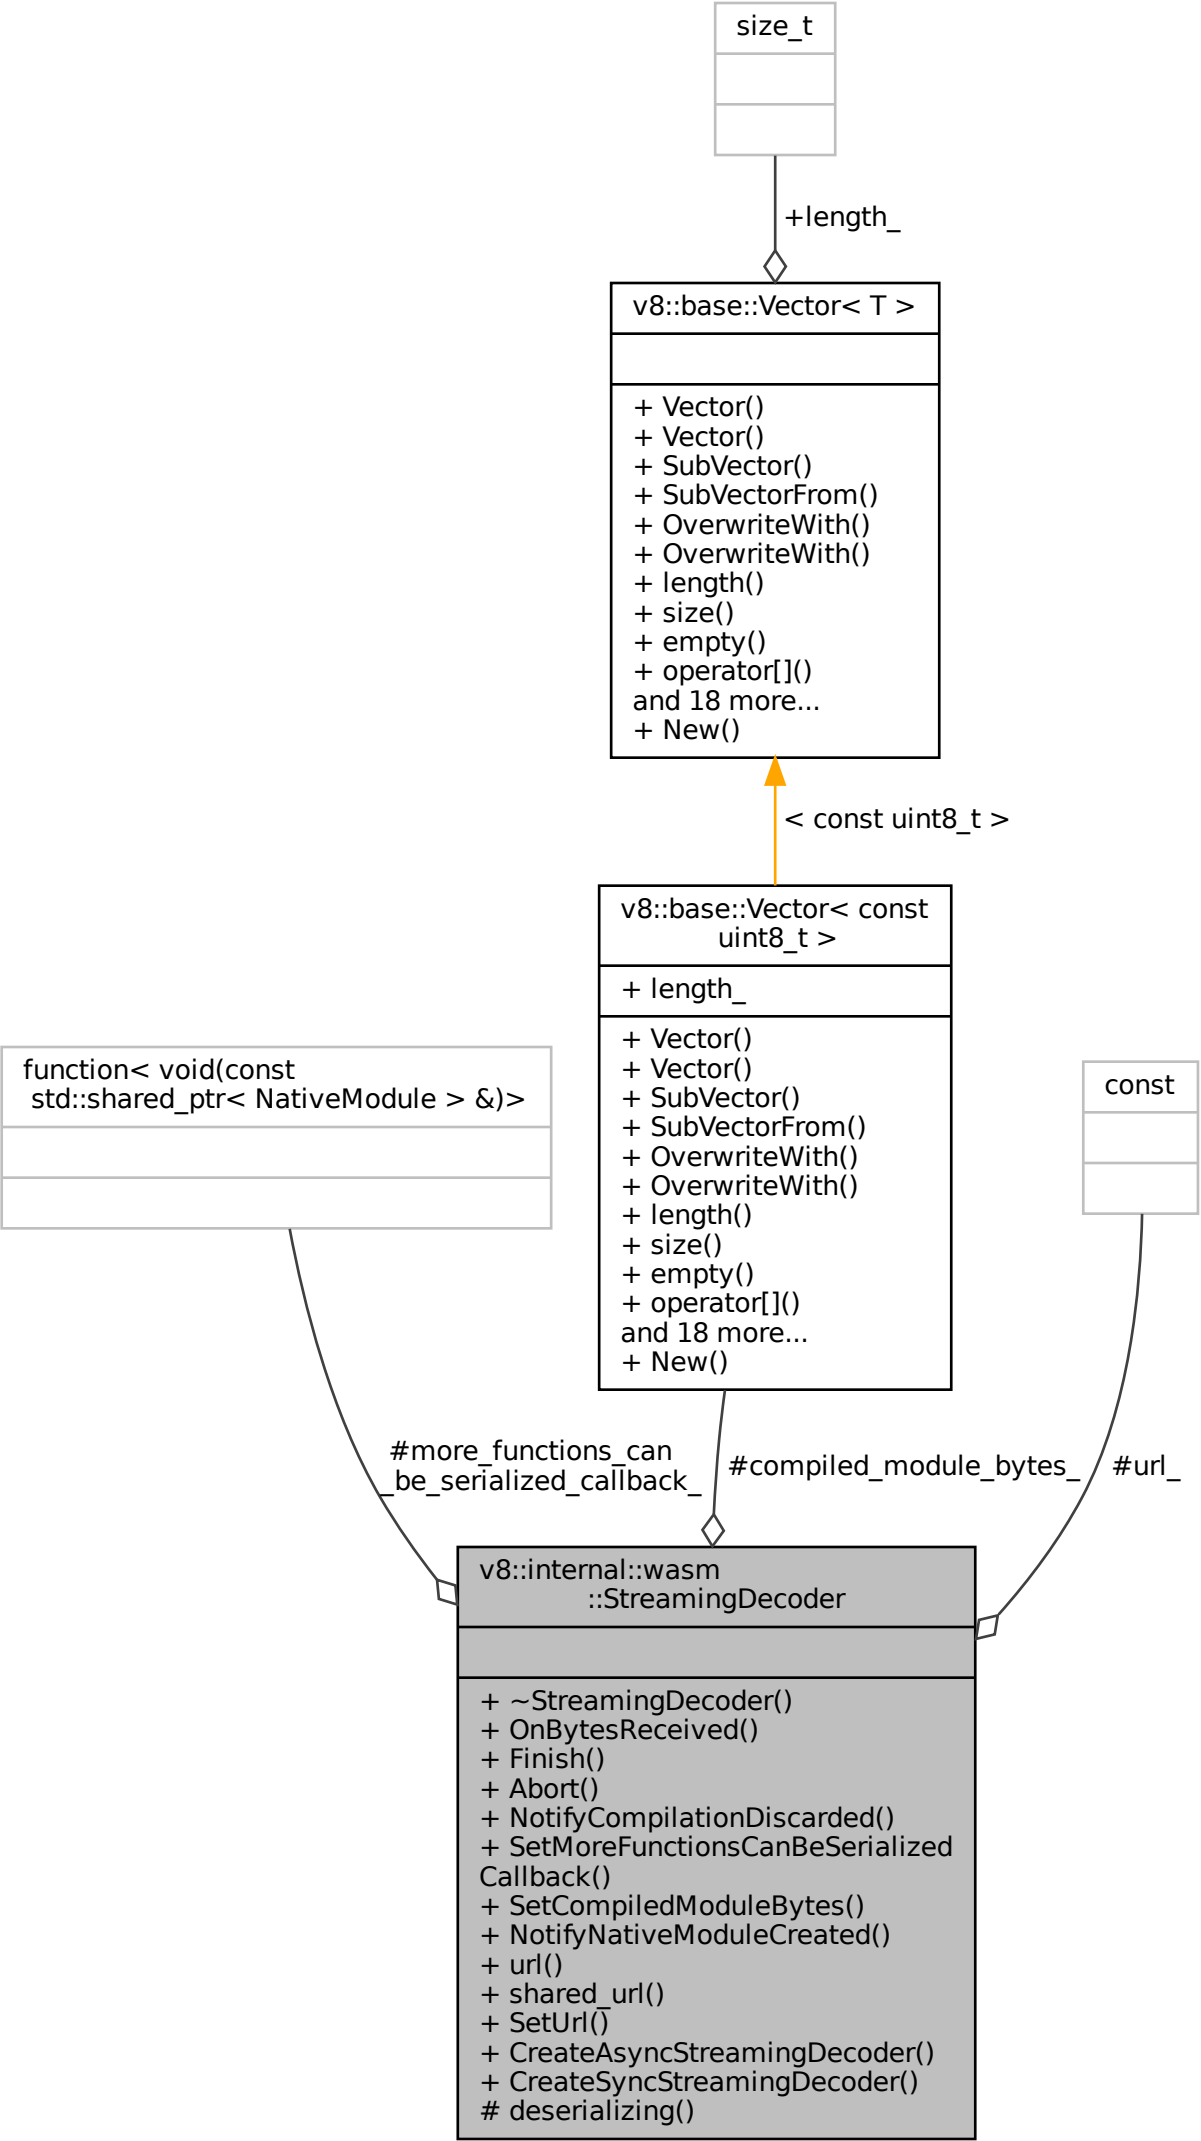 size_t
+length_
v8::base::Vector< T >
+ Vector()
+ Vector()
+ SubVector()
+ SubVectorFrom()
+ OverwriteWith()
+ OverwriteWith()
+ length()
+ size()
+ empty()
+ operator[]()
and 18 more...
+ New()
< const uint8_t >
v8::base::Vector< const
uint8_t >
+ length_
+ Vector()
+ Vector()
+ SubVector()
+ SubVectorFrom()
+ OverwriteWith()
+ OverwriteWith()
+ length()
+ size()
+ empty()
+ operator[]()
and 18 more...
+ New()
function< void(const
std::shared_ptr< NativeModule > &)>
const
#more_functions_can
_be_serialized_callback_
#compiled_module_bytes_
#url_
v8::internal::wasm
::StreamingDecoder
+ ~StreamingDecoder()
+ OnBytesReceived()
+ Finish()
+ Abort()
+ NotifyCompilationDiscarded()
+ SetMoreFunctionsCanBeSerialized
Callback()
+ SetCompiledModuleBytes()
+ NotifyNativeModuleCreated()
+ url()
+ shared_url()
+ SetUrl()
+ CreateAsyncStreamingDecoder()
+ CreateSyncStreamingDecoder()
# deserializing()